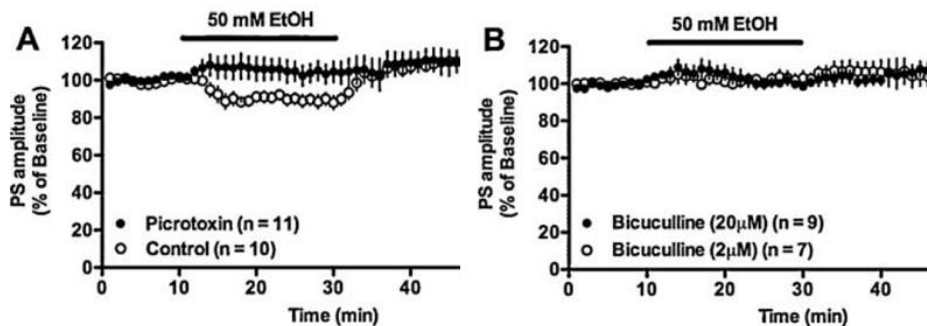 A
50 mM EtOH
120
100
80
60
40
20
0
PS amplitude
(% of Baseline)
Picrotoxin (n = 11)
Control (n = 10)
0
10
20
30
40
Time (min)
B
50 mM EtOH
120
100
80
60
40
20
0
PS amplitude
(% of Baseline)
Bicuculline (20µM) (n = 9)
Bicuculline (2µM) (n = 7)
0
10
20
30
40
Time (min)